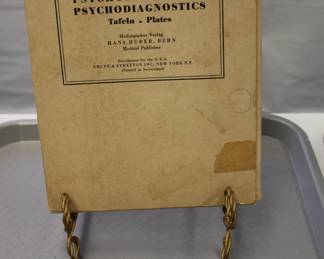 PSYCHODIAGNOSTICS
Tafeln - Plates
Medizinischer Verlag
HANS HUBER, BERN
Medical Publisher
Distributors for the U.S.A.
GRUNE & STRATTON INC, NEW YORK N.Y.
(Printed in Switzerland)